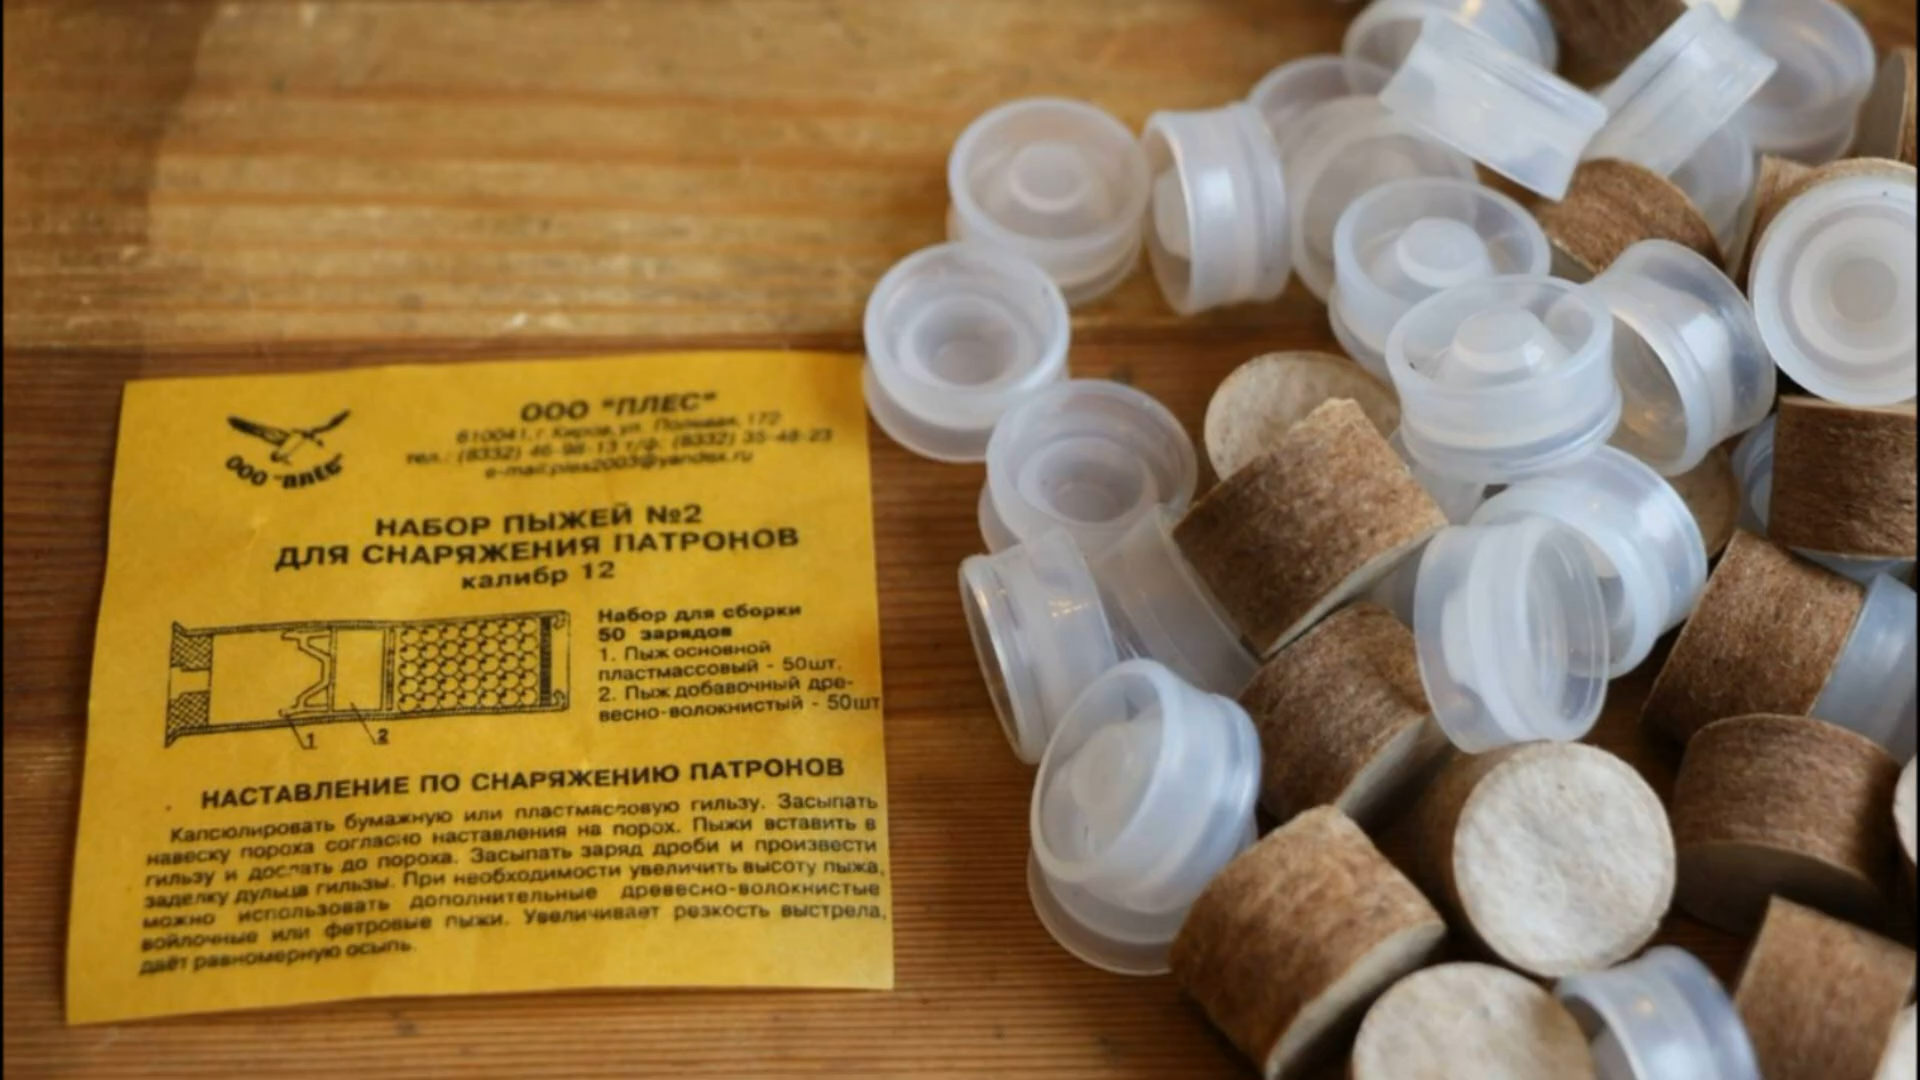 ООО "ПЛЕС"
ООО "ПЛЕС"
610041, г. Киров, ул. Полевая, 172
тел.: (8332) 46-98-13 т/ф: (8332) 35-48-23
e-mail:ples2003@yandex.ru
НАБОР ПЫЖЕЙ №2
ДЛЯ СНАРЯЖЕНИЯ ПАТРОНОВ
калибр 12
Набор для сборки
50 зарядов
1. Пыж основной
пластмассовый - 50шт.
2. Пыж добавочный дре-
весно-волокнистый - 50шт
1
2
НАСТАВЛЕНИЕ ПО СНАРЯЖЕНИЮ ПАТРОНОВ
Капсюлировать бумажную или пластмассовую гильзу. Засыпать
навеску пороха согласно наставления на порох. Пыжи вставить в
гильзу и дослать до пороха. Засыпать заряд дроби и произвести
заделку дульца гильзы. При необходимости увеличить высоту пыжа,
можно использовать дополнительные древесно-волокнистые
войлочные или фетровые пыжи. Увеличивает резкость выстрела,
даёт равномерную осыпь.